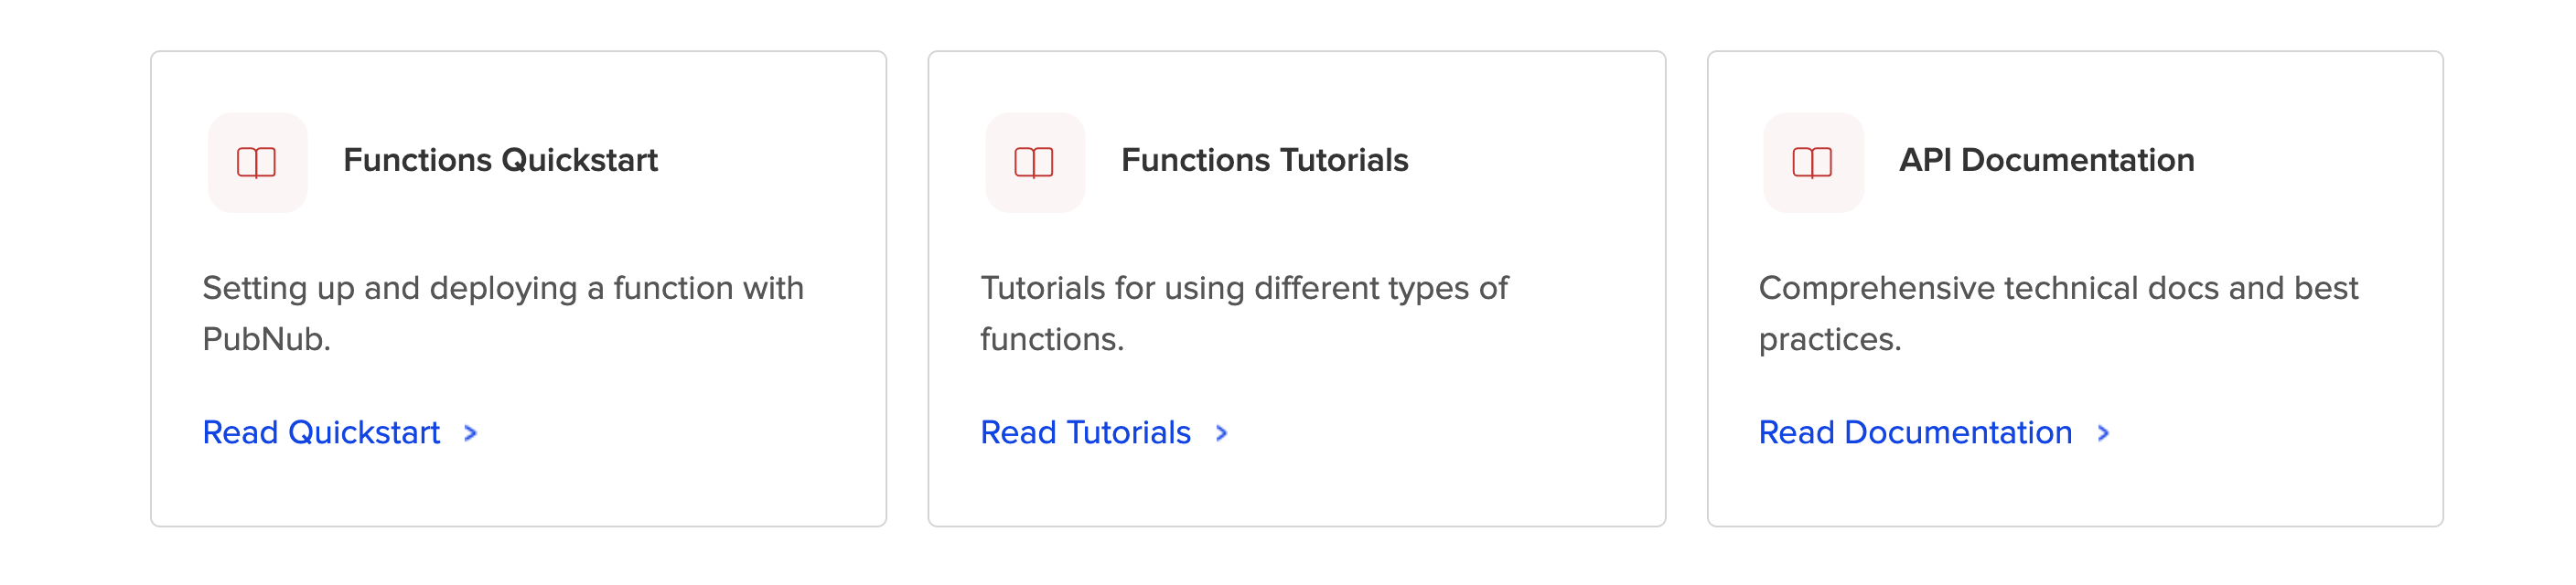 Functions Quickstart
Setting up and deploying a function with
PubNub.
Read Quickstart >
Functions Tutorials
Tutorials for using different types of
functions.
Read Tutorials >
API Documentation
Comprehensive technical docs and best
practices.
Read Documentation >